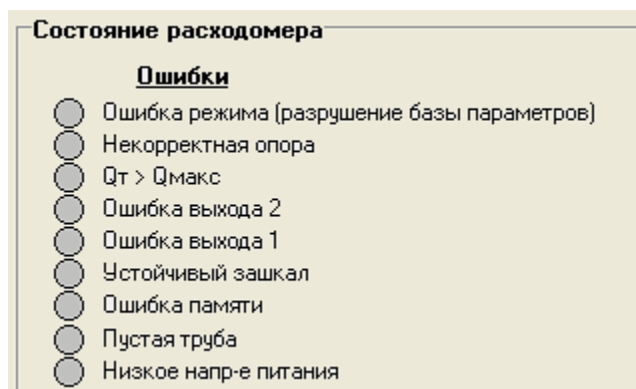 Состояние расходомера
Ошибки
Ошибка режима (разрушение базы параметров)
Некорректная опора
Qт > Qмакс
Ошибка выхода 2
Ошибка выхода 1
Устойчивый зашкал
Ошибка памяти
Пустая труба
Низкое напр-е питания